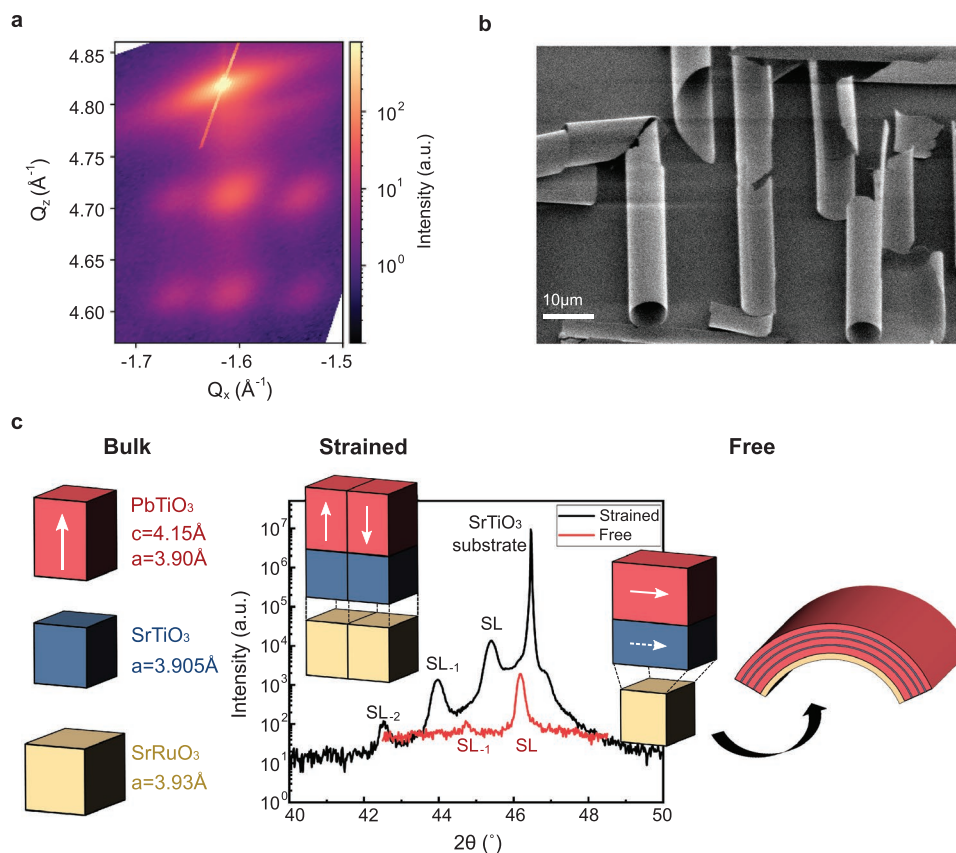 a
4.86
4.80
4.76
4.70
4.65
4.60
Q_z (Å⁻¹)
-1.7
-1.6
-1.5
Qₓ (Å⁻¹)
10²
10¹
10⁰
Intensity (a.u.)
b
10μm
c
Bulk
Strained
Free
PbTiO₃
c=4.15Å
a=3.90Å
SrTiO₃
a=3.905Å
SrRuO₃
a=3.93Å
Intensity (a.u.)
10⁷
10⁶
10⁵
10⁴
10³
10²
10¹
10⁰
40
42
44
46
48
50
2θ (°)
SrTiO₃
substrate
Strained
Free
SL
SL₋₁
SL₋₂
SL₋₁
SL